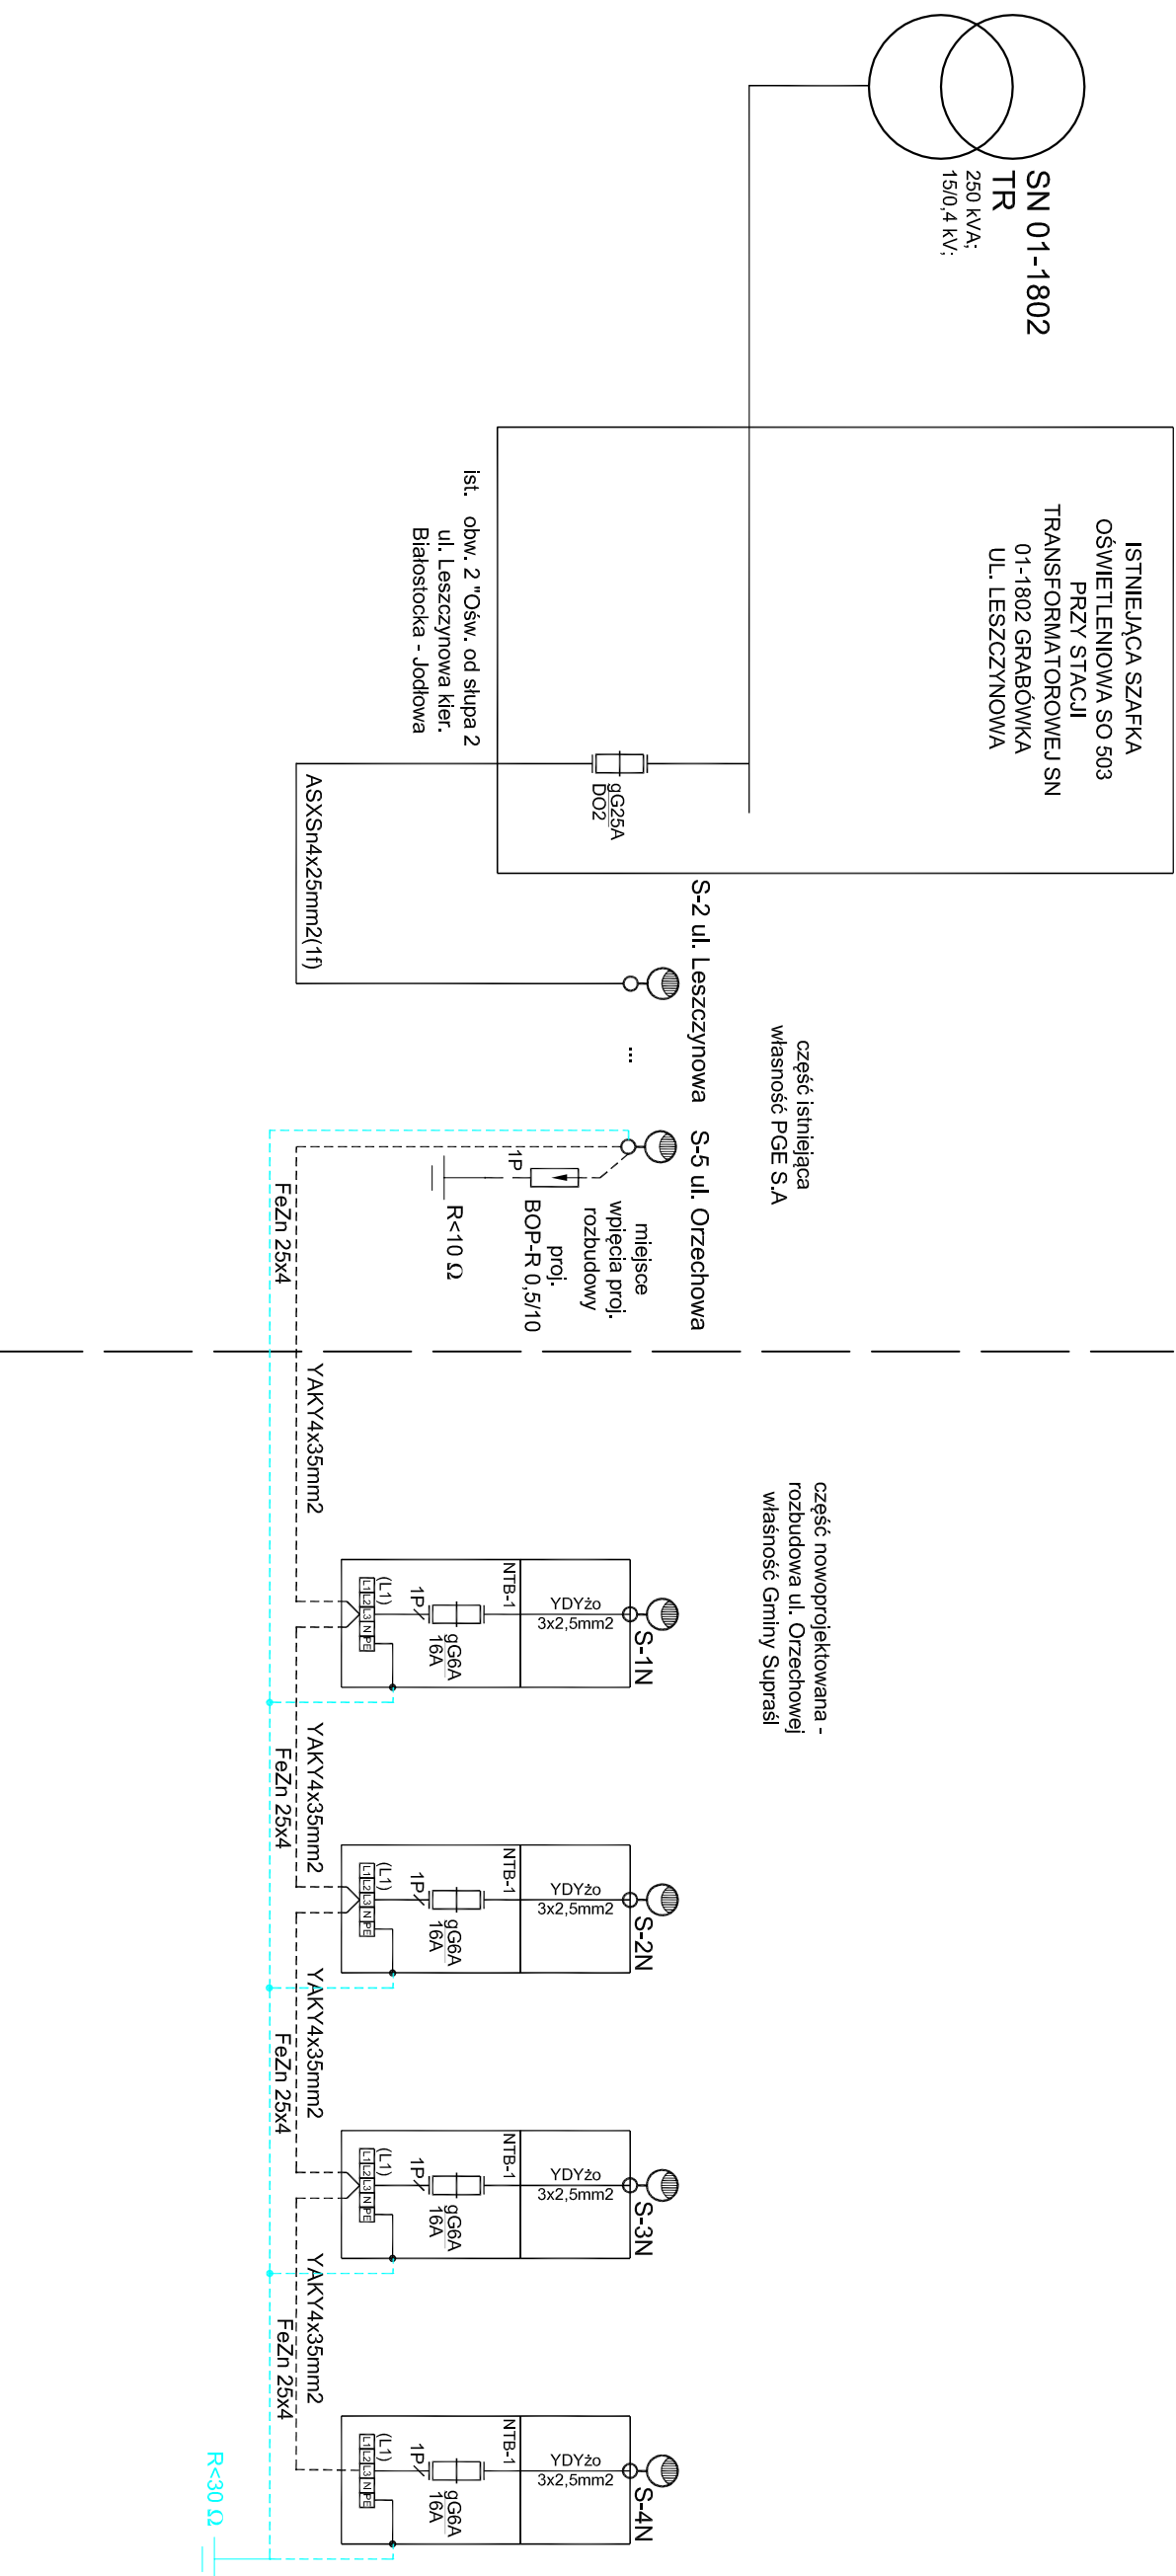 SN 01-1802
TR
250 kVA;
15/0,4 kV;
ISTNIEJĄCA SZAFKA
OŚWIETLENIOWA SO 503
PRZY STACJI
TRANSFORMATOROWEJ SN
01-1802 GRABÓWKA
UL. LESZCZYNOWA
ist. obw. 2 "Ośw. od słupa 2
ul. Leszczynowa kier.
Białostocka - Jodłowa
gG25A
DO2
ASXSn4x25mm2(1f)
S-2 ul. Leszczynowa
...
część istniejąca
własność PGE S.A
S-5 ul. Orzechowa
miejsce
wpięcia proj.
rozbudowy
proj.
BOP-R 0,5/10
1P
R<10 Ω
FeZn 25x4
YAKY4x35mm2
część nowoprojektowana -
rozbudowa ul. Orzechowej
właśność Gminy Supraśl
S-1N
YDYżo
3x2,5mm2
NTB-1
gG6A
16A
1P
(L1)
L1 L2 L3 N PE
YAKY4x35mm2
FeZn 25x4
S-2N
YDYżo
3x2,5mm2
NTB-1
gG6A
16A
1P
(L1)
L1 L2 L3 N PE
YAKY4x35mm2
FeZn 25x4
S-3N
YDYżo
3x2,5mm2
NTB-1
gG6A
16A
1P
(L1)
L1 L2 L3 N PE
YAKY4x35mm2
FeZn 25x4
S-4N
YDYżo
3x2,5mm2
NTB-1
gG6A
16A
1P
(L1)
L1 L2 L3 N PE
R<30 Ω